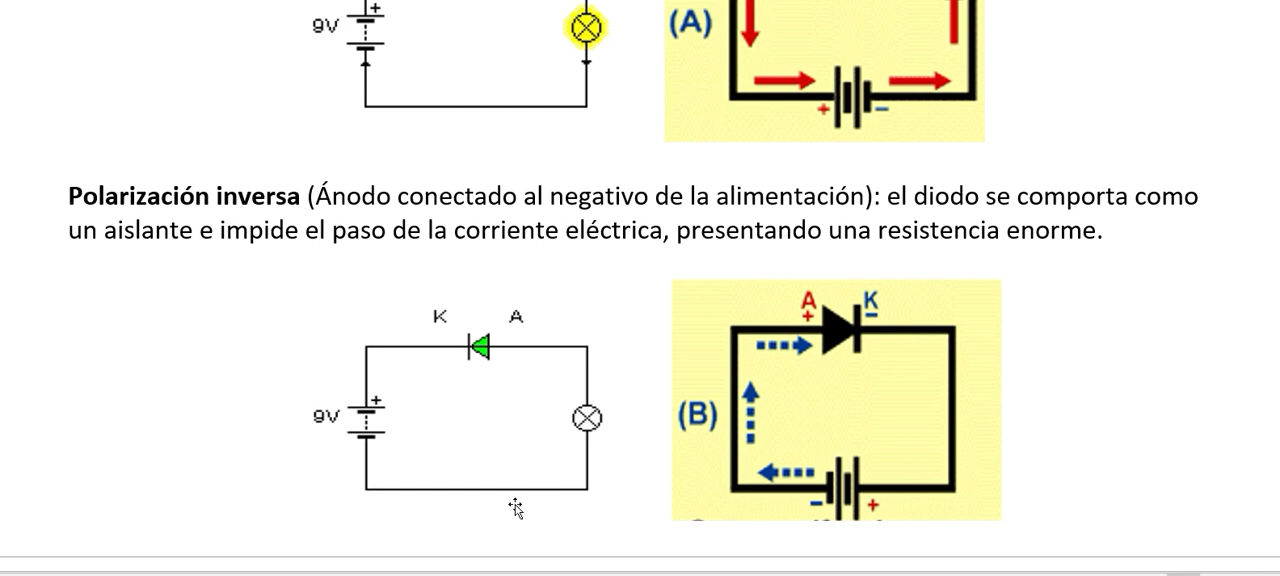 9V + (A)
+ −
Polarización inversa (Ánodo conectado al negativo de la alimentación): el diodo se comporta como
un aislante e impide el paso de la corriente eléctrica, presentando una resistencia enorme.
A K
+ −
K A
9V + (B)
− +